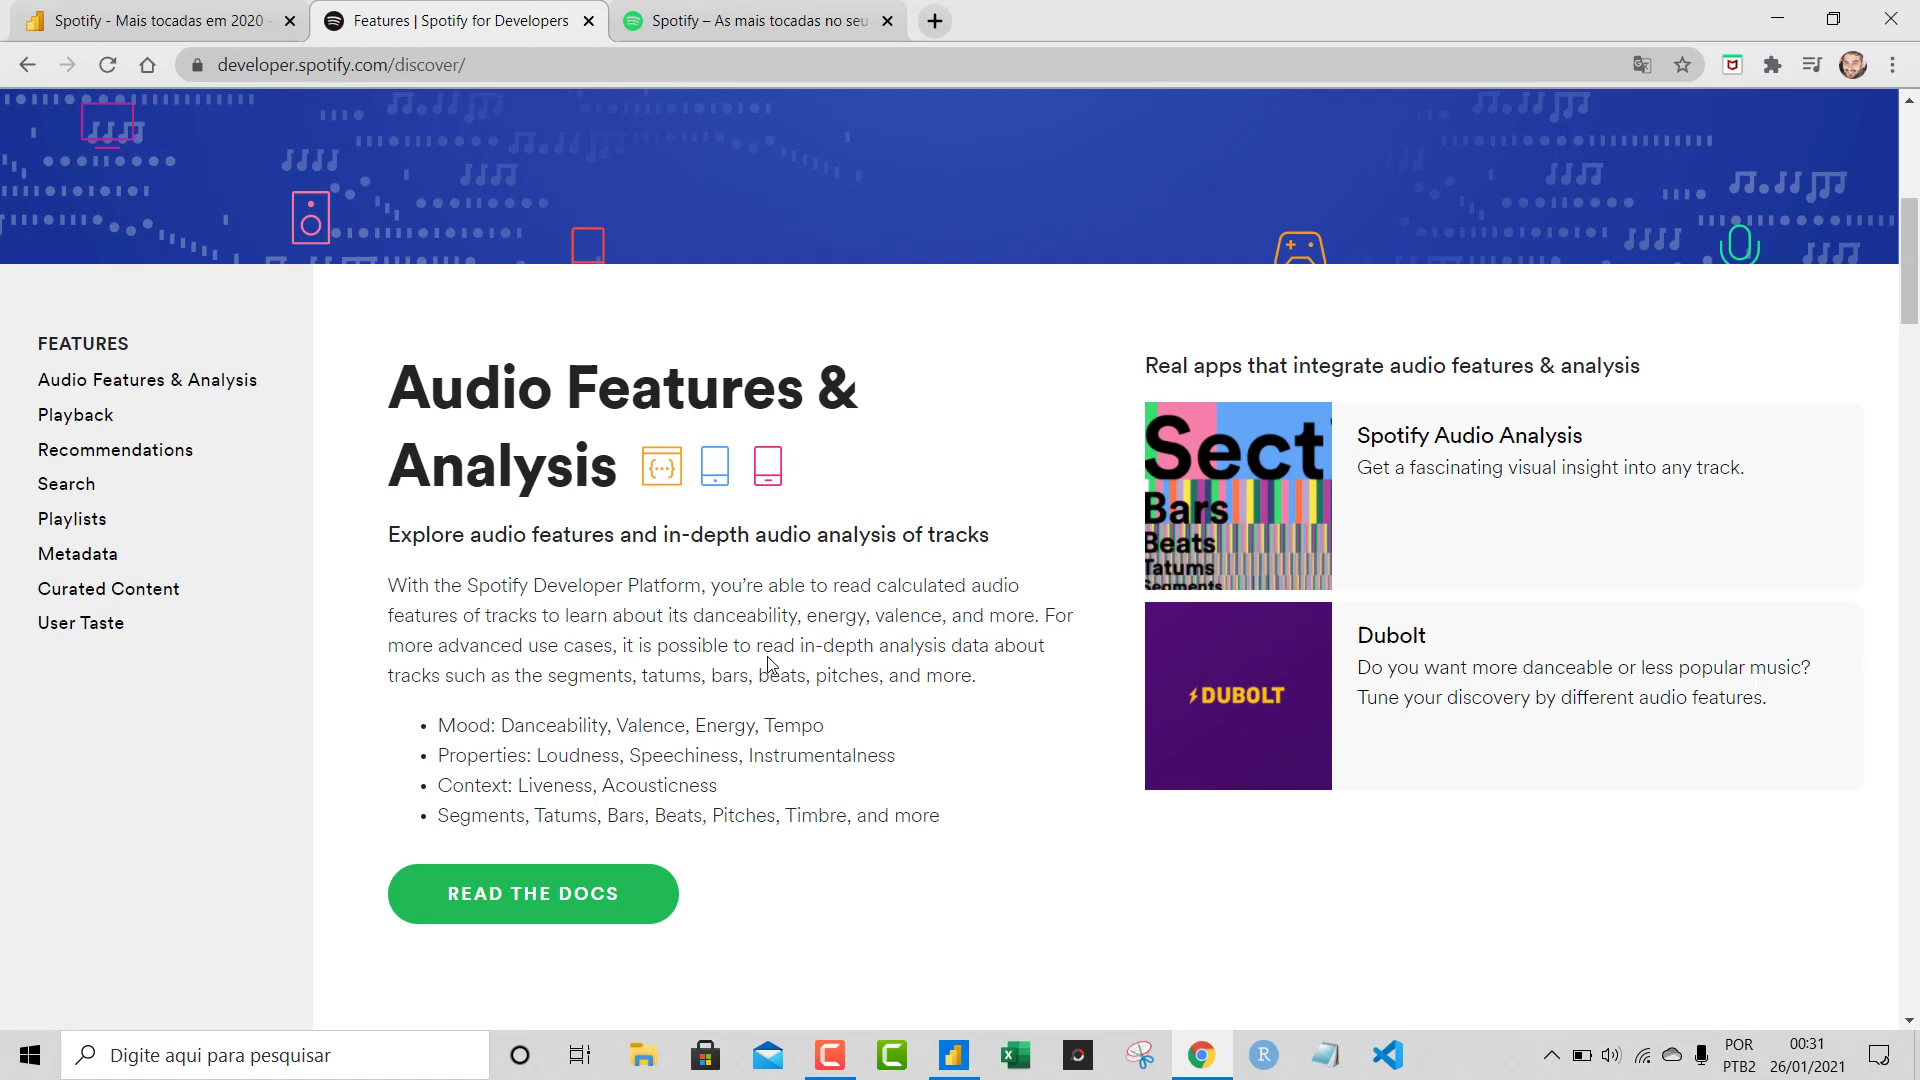 Spotify - Mais tocadas em 2020 -
Features | Spotify for Developers
Spotify – As mais tocadas no seu
developer.spotify.com/discover/
FEATURES
Audio Features & Analysis
Playback
Recommendations
Search
Playlists
Metadata
Curated Content
User Taste
Audio Features &
Analysis
Explore audio features and in-depth audio analysis of tracks
With the Spotify Developer Platform, you’re able to read calculated audio
features of tracks to learn about its danceability, energy, valence, and more. For
more advanced use cases, it is possible to read in-depth analysis data about
tracks such as the segments, tatums, bars, beats, pitches, and more.
• Mood: Danceability, Valence, Energy, Tempo
• Properties: Loudness, Speechiness, Instrumentalness
• Context: Liveness, Acousticness
• Segments, Tatums, Bars, Beats, Pitches, Timbre, and more
READ THE DOCS
Real apps that integrate audio features & analysis
Secti
Bars
Beats
Tatums
Segments
Spotify Audio Analysis
Get a fascinating visual insight into any track.
DUBOLT
Dubolt
Do you want more danceable or less popular music?
Tune your discovery by different audio features.
Digite aqui para pesquisar
POR
PTB2
00:31
26/01/2021